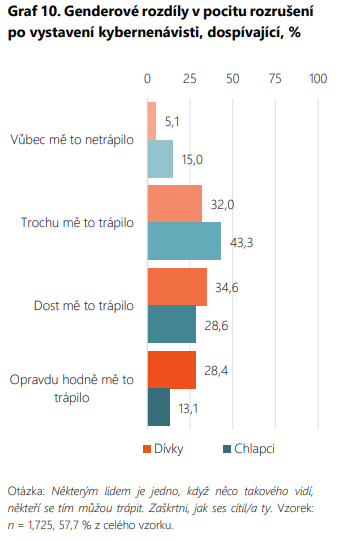 Graf 10. Genderové rozdíly v pocitu rozrušení
po vystavení kybernenávisti, dospívající, %
0 25 50 75 100
Vůbec mě to netrápilo
5,1
15,0
Trochu mě to trápilo
32,0
43,3
Dost mě to trápilo
34,6
28,6
Opravdu hodně mě to
trápilo
28,4
13,1
Dívky Chlapci
Otázka: Některým lidem je jedno, když něco takového vidí,
někteří se tím můžou trápit. Zaškrtni, jak ses cítil/a ty. Vzorek:
n = 1,725, 57,7 % z celého vzorku.